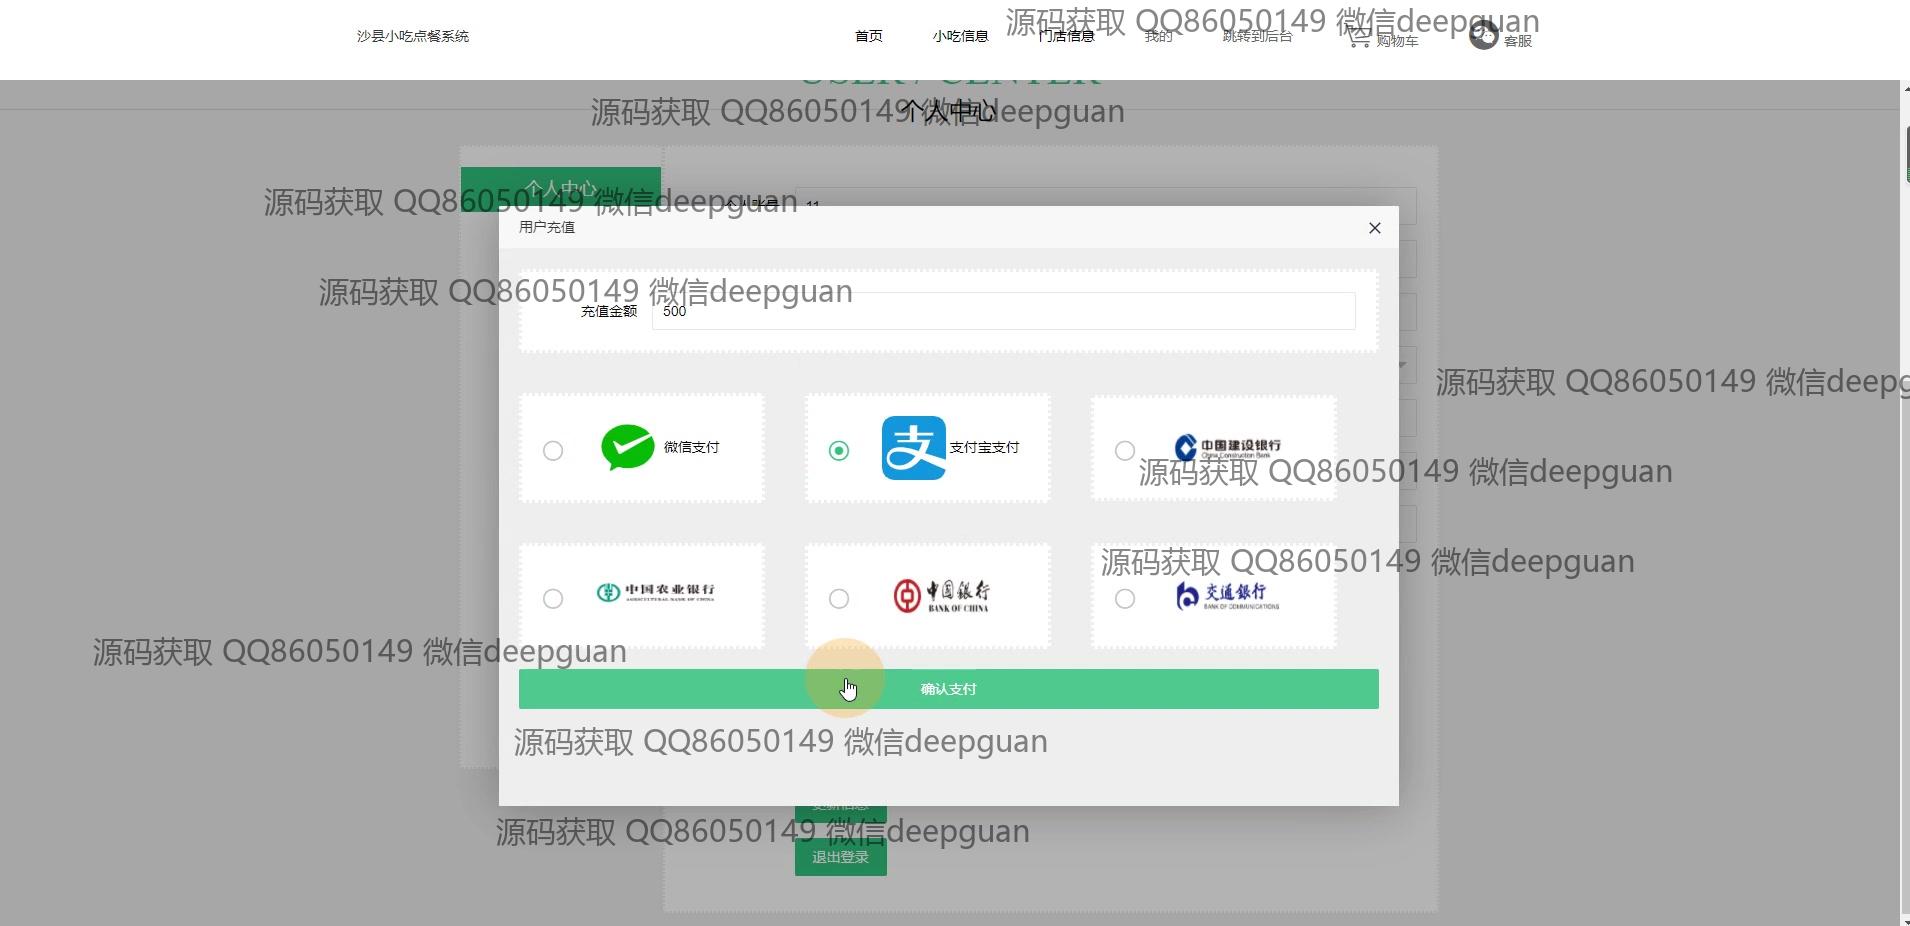 沙县小吃点餐系统
首页
小吃信息
门店信息
我的
跳转到后台
购物车
客服
源码获取 QQ86050149 微信deepguan
USER / CENTER
个人中心
源码获取 QQ86050149 微信deepguan
个人中心
源码获取 QQ86050149 微信deepguan
个人账号
11
用户充值
源码获取 QQ86050149 微信deepguan
充值金额
500
源码获取 QQ86050149 微信deepg
微信支付
支
支付宝支付
中国建设银行
China Construction Bank
源码获取 QQ86050149 微信deepguan
源码获取 QQ86050149 微信deepguan
中国农业银行
AGRICULTURAL BANK OF CHINA
中国银行
BANK OF CHINA
交通银行
BANK OF COMMUNICATIONS
源码获取 QQ86050149 微信deepguan
确认支付
源码获取 QQ86050149 微信deepguan
更新信息
源码获取 QQ86050149 微信deepguan
退出登录